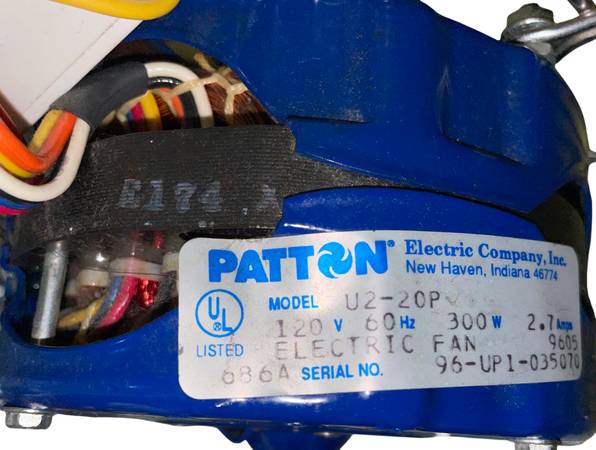 E174
PATTON® Electric Company, Inc.
New Haven, Indiana 46774
UL
LISTED
MODEL U2-20P
120 V 60 Hz 300 W 2.7 Amps
ELECTRIC FAN 9605
686A SERIAL NO. 96-UP1-035070